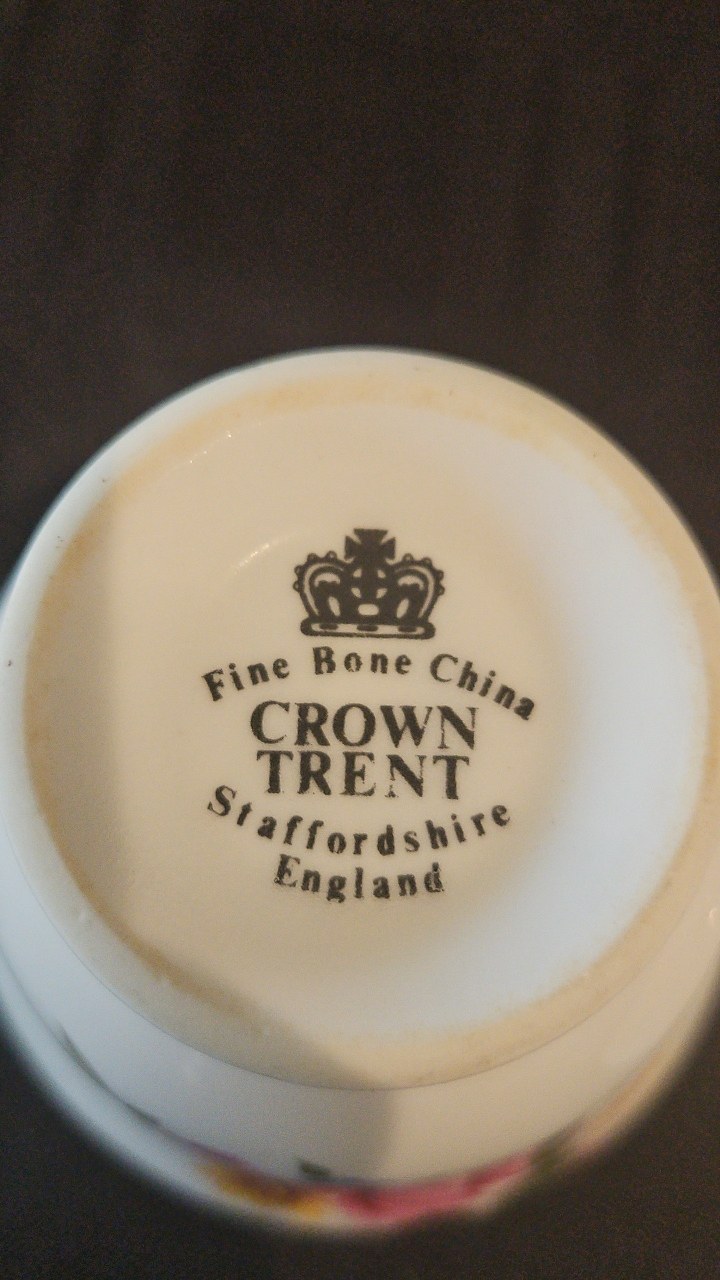 Fine Bone China
CROWN
TRENT
Staffordshire
England